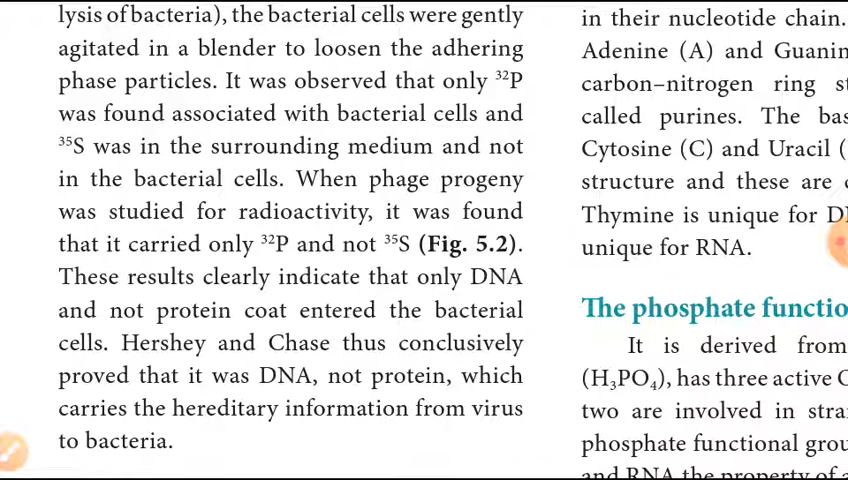 lysis of bacteria), the bacterial cells were gently
agitated in a blender to loosen the adhering
phase particles. It was observed that only ³²P
was found associated with bacterial cells and
³⁵S was in the surrounding medium and not
in the bacterial cells. When phage progeny
was studied for radioactivity, it was found
that it carried only ³²P and not ³⁵S (Fig. 5.2).
These results clearly indicate that only DNA
and not protein coat entered the bacterial
cells. Hershey and Chase thus conclusively
proved that it was DNA, not protein, which
carries the hereditary information from virus
to bacteria.
in their nucleotide chain.
Adenine (A) and Guanin
carbon–nitrogen ring st
called purines. The bas
Cytosine (C) and Uracil (
structure and these are
Thymine is unique for D
unique for RNA.
The phosphate functio
It is derived from
(H₃PO₄), has three active
two are involved in stra
phosphate functional grou
and RNA the property of a